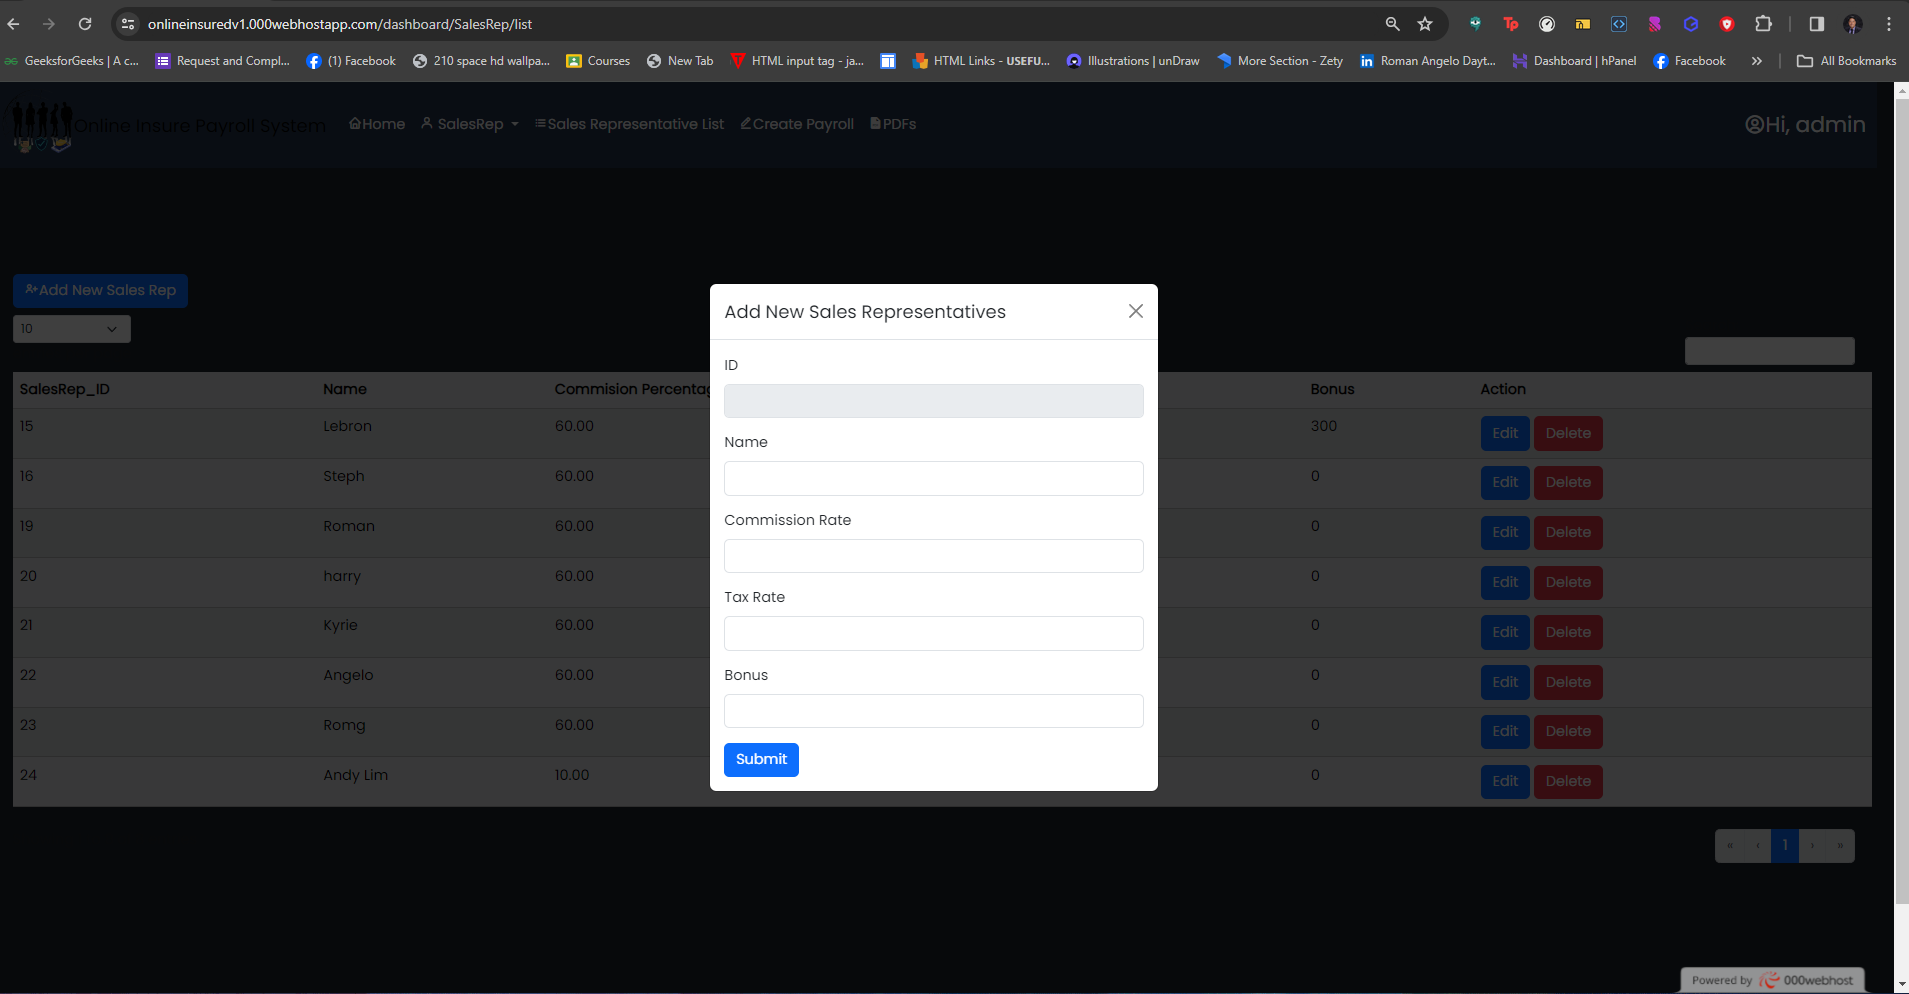 onlineinsuredv1.000webhostapp.com/dashboard/SalesRep/list
GeeksforGeeks | A c...
Request and Compl...
(1) Facebook
210 space hd wallpa...
Courses
New Tab
HTML input tag - ja...
HTML Links - USEFU...
Illustrations | unDraw
More Section - Zety
Roman Angelo Dayt...
Dashboard | hPanel
Facebook
»
All Bookmarks
Online Insure Payroll System
Home
SalesRep
Sales Representative List
Create Payroll
PDFs
Hi, admin
Add New Sales Rep
10
Add New Sales Representatives
ID
Name
Commission Rate
Tax Rate
Bonus
Submit
SalesRep_ID Name Commision Percentag Bonus Action
15 Lebron 60.00 300 Edit Delete
16 Steph 60.00 0 Edit Delete
19 Roman 60.00 0 Edit Delete
20 harry 60.00 0 Edit Delete
21 Kyrie 60.00 0 Edit Delete
22 Angelo 60.00 0 Edit Delete
23 Romg 60.00 0 Edit Delete
24 Andy Lim 10.00 0 Edit Delete
« ‹ 1 › »
Powered by 000webhost